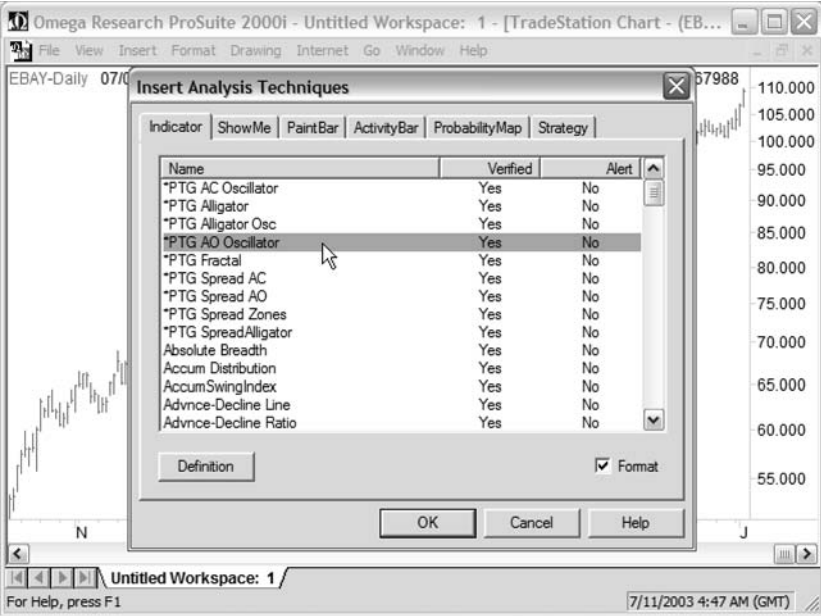 Omega Research ProSuite 2000i - Untitled Workspace: 1 - [TradeStation Chart - (EB...
File View Insert Format Drawing Internet Go Window Help
EBAY-Daily 07/0
67988
Insert Analysis Techniques
Indicator ShowMe PaintBar ActivityBar ProbabilityMap Strategy
Name Verified Alert
*PTG AC Oscillator Yes No
*PTG Alligator Yes No
*PTG Alligator Osc Yes No
*PTG AO Oscillator Yes No
*PTG Fractal Yes No
*PTG Spread AC Yes No
*PTG Spread AO Yes No
*PTG Spread Zones Yes No
*PTG SpreadAlligator Yes No
Absolute Breadth Yes No
Accum Distribution Yes No
AccumSwingIndex Yes No
Advnce-Decline Line Yes No
Advnce-Decline Ratio Yes No
Definition
Format
OK Cancel Help
110.000
105.000
100.000
95.000
90.000
85.000
80.000
75.000
70.000
65.000
60.000
55.000
N J
Untitled Workspace: 1
For Help, press F1 7/11/2003 4:47 AM (GMT)